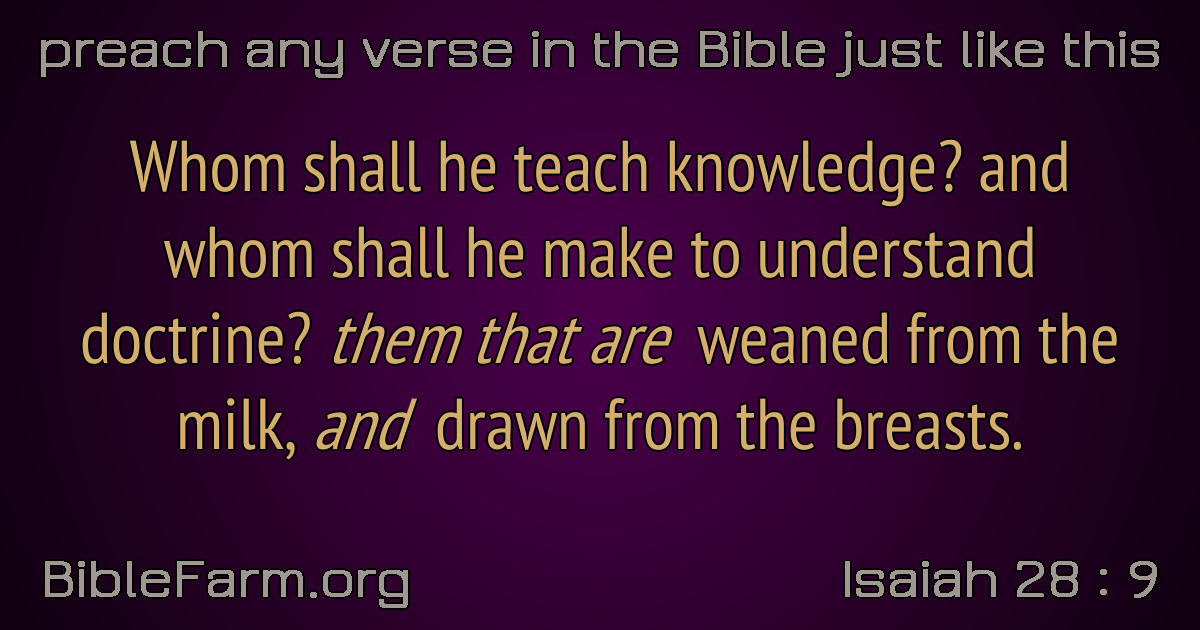 preach any verse in the Bible just like this
Whom shall he teach knowledge? and
whom shall he make to understand
doctrine? them that are weaned from the
milk, and drawn from the breasts.
BibleFarm.org
Isaiah 28 : 9